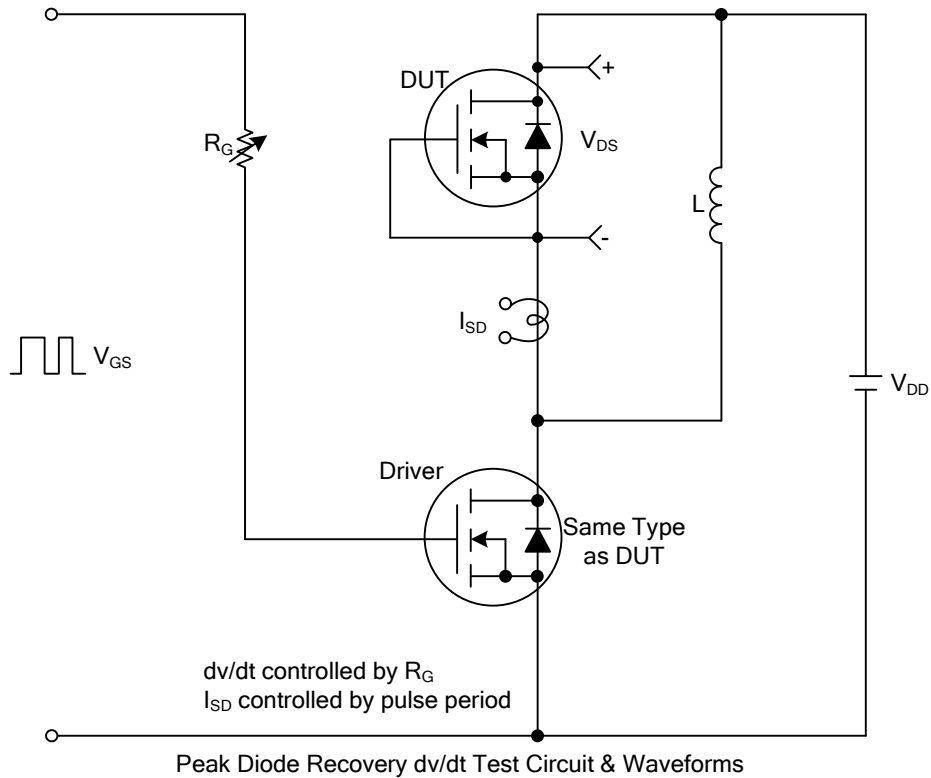 DUT
+
R_G
V_DS
L
-
I_SD
V_GS
V_DD
Driver
Same Type
as DUT
dv/dt controlled by R_G
I_SD controlled by pulse period
Peak Diode Recovery dv/dt Test Circuit & Waveforms